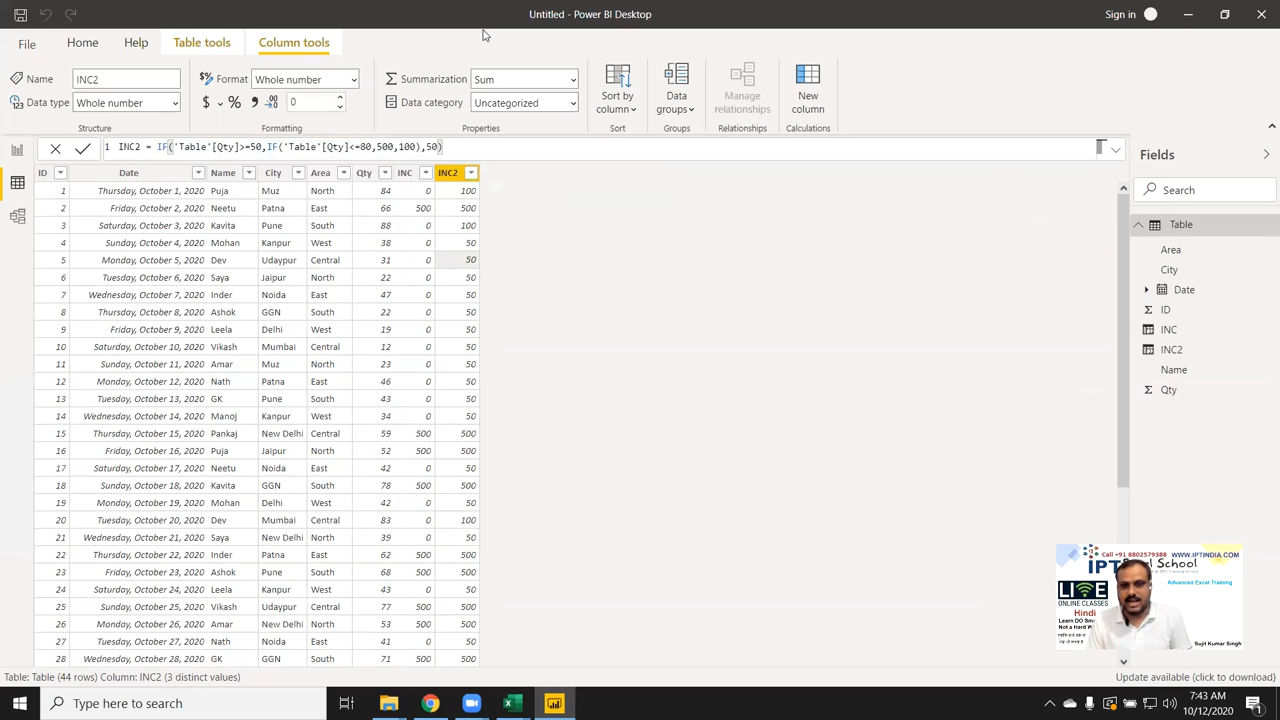 Untitled - Power BI Desktop
Sign in
File Home Help Table tools Column tools
Name INC2
Data type Whole number
Structure
Format Whole number
$ % 9 .00 0
Formatting
Summarization Sum
Data category Uncategorized
Properties
Sort by column
Sort
Data groups
Groups
Manage relationships
Relationships
New column
Calculations
1 INC2 = IF('Table'[Qty]>=50,IF('Table'[Qty]<=80,500,100),50)
ID Date Name City Area Qty INC INC2
1 Thursday, October 1, 2020 Puja Muz North 84 0 100
2 Friday, October 2, 2020 Neetu Patna East 66 500 500
3 Saturday, October 3, 2020 Kavita Pune South 88 0 100
4 Sunday, October 4, 2020 Mohan Kanpur West 38 0 50
5 Monday, October 5, 2020 Dev Udaypur Central 31 0 50
6 Tuesday, October 6, 2020 Saya Jaipur North 22 0 50
7 Wednesday, October 7, 2020 Inder Noida East 47 0 50
8 Thursday, October 8, 2020 Ashok GGN South 22 0 50
9 Friday, October 9, 2020 Leela Delhi West 19 0 50
10 Saturday, October 10, 2020 Vikash Mumbai Central 12 0 50
11 Sunday, October 11, 2020 Amar Muz North 23 0 50
12 Monday, October 12, 2020 Nath Patna East 46 0 50
13 Tuesday, October 13, 2020 GK Pune South 43 0 50
14 Wednesday, October 14, 2020 Manoj Kanpur West 34 0 50
15 Thursday, October 15, 2020 Pankaj New Delhi Central 59 500 500
16 Friday, October 16, 2020 Puja Jaipur North 52 500 500
17 Saturday, October 17, 2020 Neetu Noida East 42 0 50
18 Sunday, October 18, 2020 Kavita GGN South 78 500 500
19 Monday, October 19, 2020 Mohan Delhi West 42 0 50
20 Tuesday, October 20, 2020 Dev Mumbai Central 83 0 100
21 Wednesday, October 21, 2020 Saya New Delhi North 39 0 50
22 Thursday, October 22, 2020 Inder Patna East 62 500 500
23 Friday, October 23, 2020 Ashok Pune South 68 500 500
24 Saturday, October 24, 2020 Leela Kanpur West 43 0 50
25 Sunday, October 25, 2020 Vikash Udaypur Central 77 500 500
26 Monday, October 26, 2020 Amar New Delhi North 53 500 500
27 Tuesday, October 27, 2020 Nath Noida East 41 0 50
28 Wednesday, October 28, 2020 GK GGN South 71 500 500
Fields
Search
Table
Area
City
Date
ID
INC
INC2
Name
Qty
Call +91 8802579388 WWW.IPTINDIA.COM
School
Advanced Excel Training
LIVE
ONLINE CLASSES
Hindi
Not a Hard
Sujit Kumar Singh
Table: Table (44 rows) Column: INC2 (3 distinct values)
Update available (click to download)
Type here to search
7:43 AM
10/12/2020